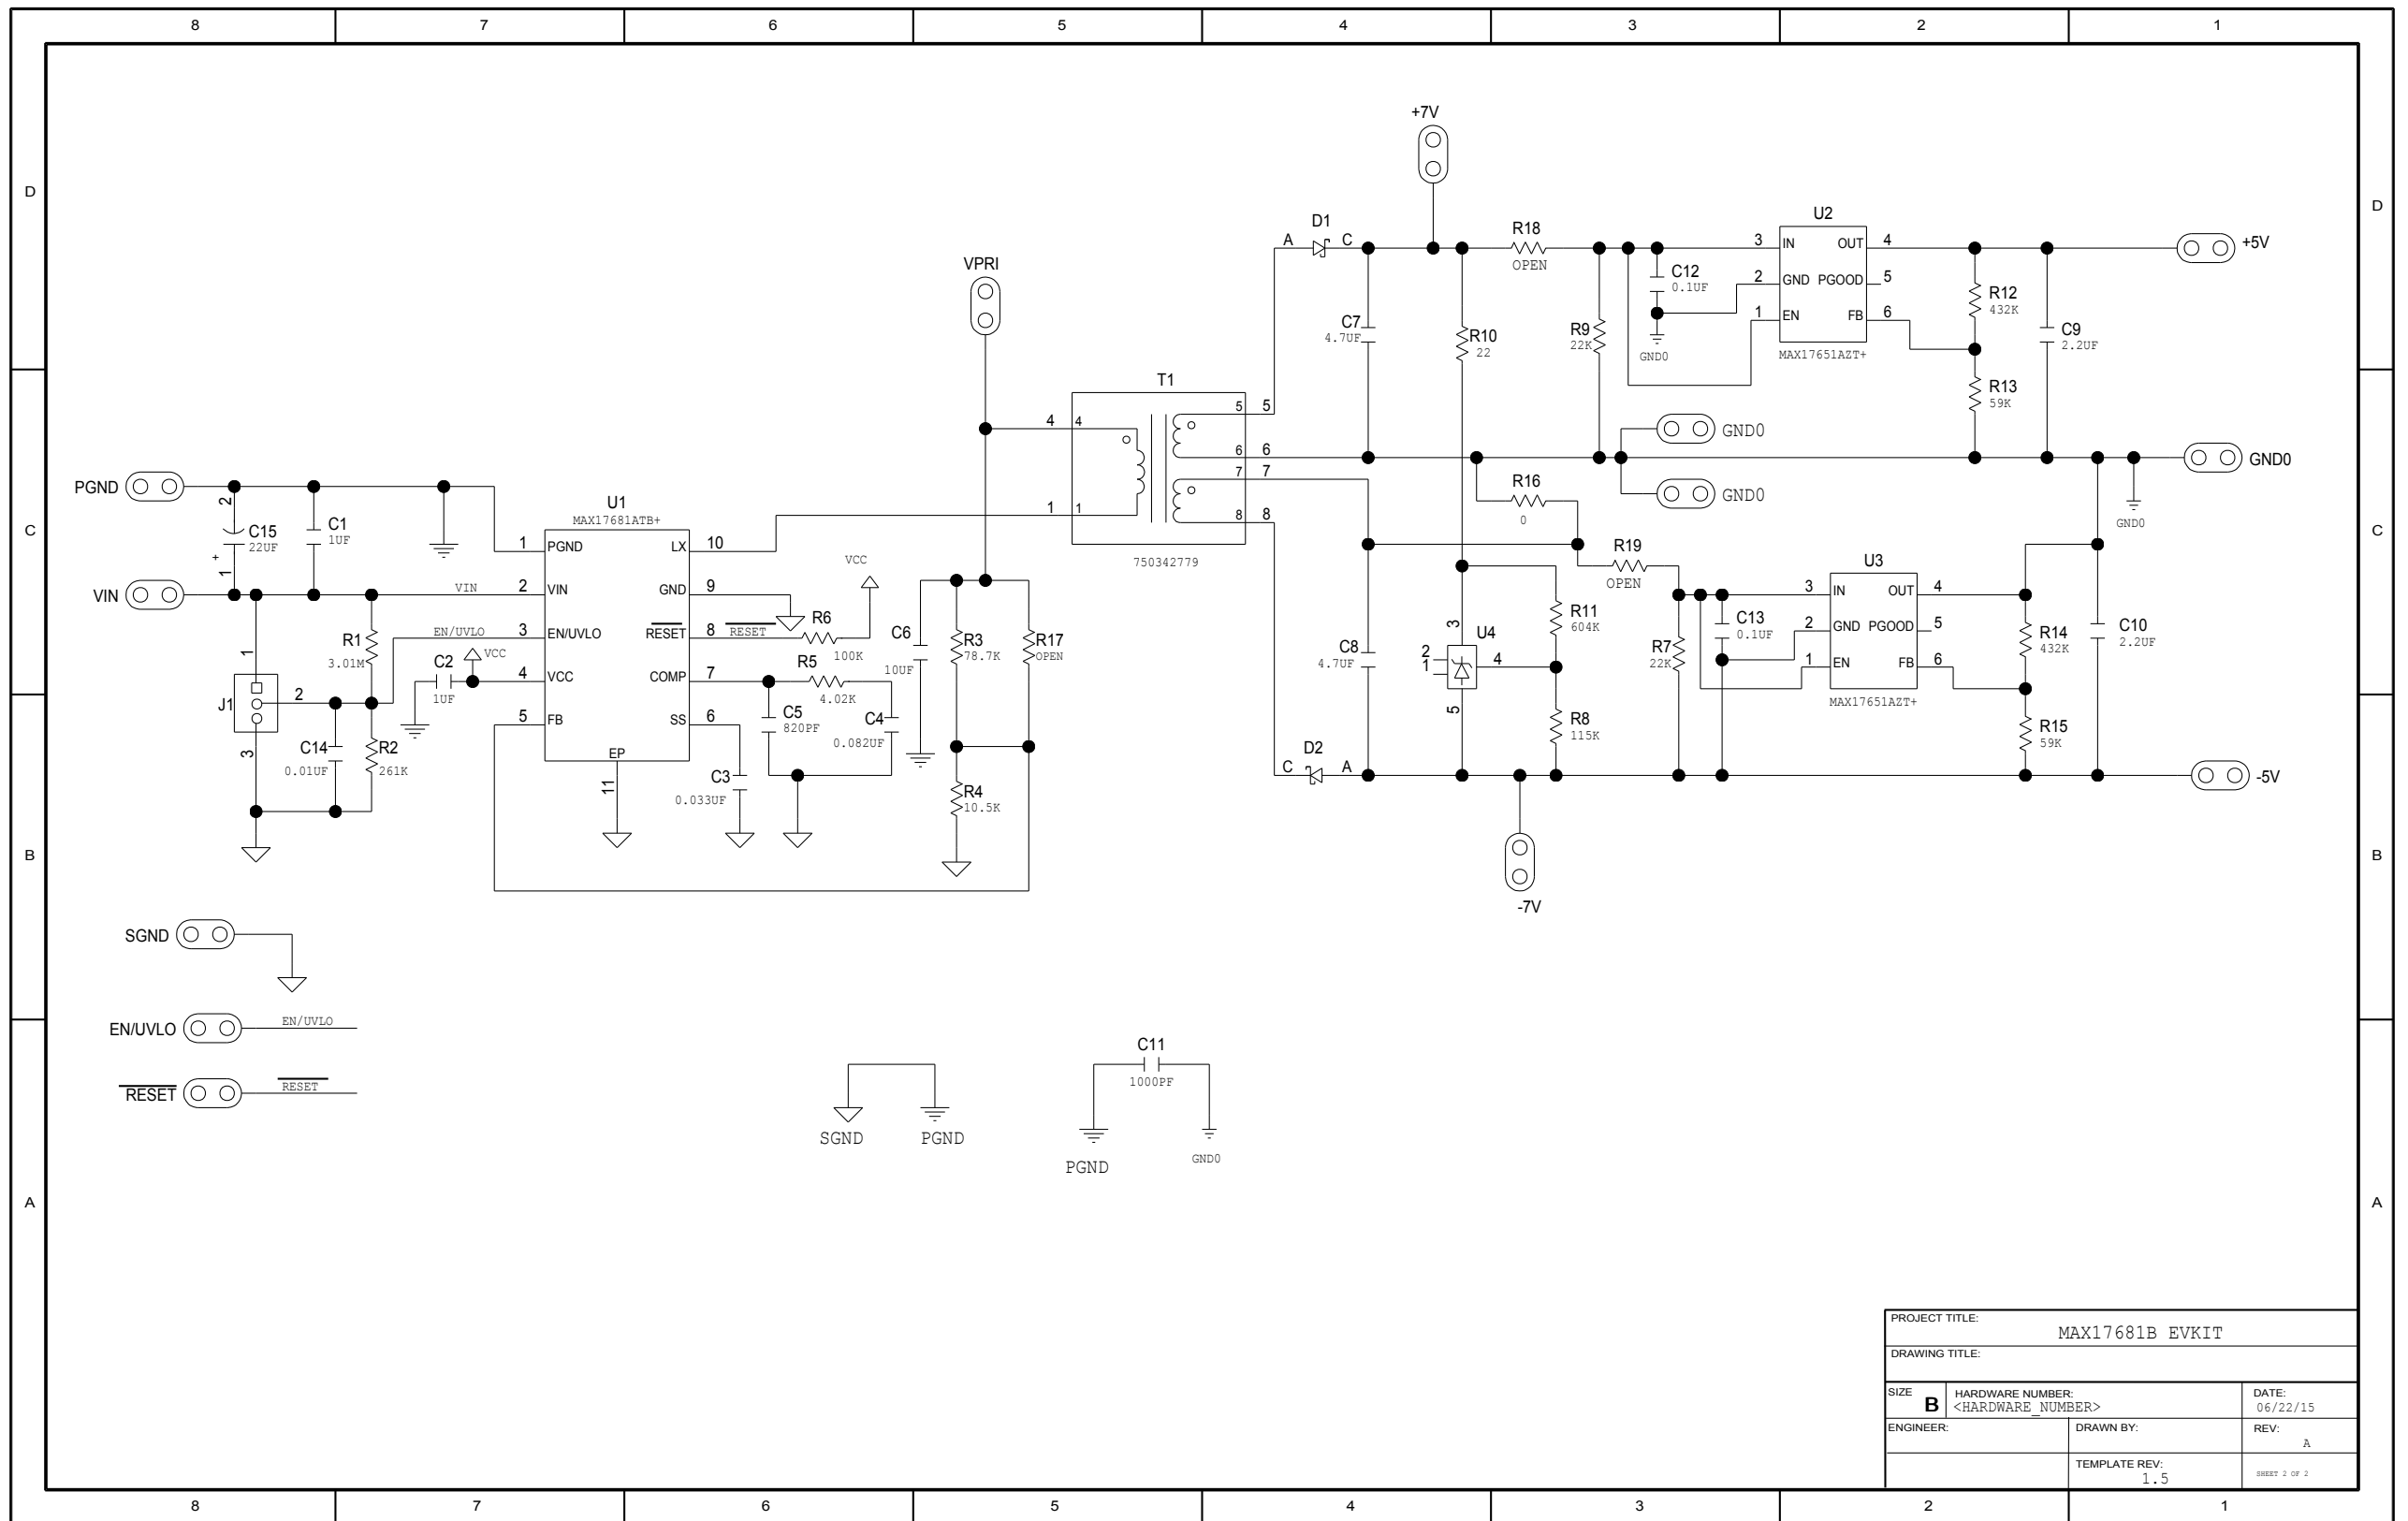 8 7 6 5 4 3 2 1
D
D
C
C
B
B
A
A
+7V
D1
A C
R18
OPEN
U2
3 IN OUT 4
2 GND PGOOD 5
1 EN FB 6
MAX17651AZT+
+5V
C12
0.1UF
GND0
R12
432K
C9
2.2UF
R13
59K
C7
4.7UF
R10
22
R9
22K
VPRI
T1
4 4
1 1
5 5
6 6
7 7
8 8
750342779
GND0
GND0
GND0
GND0
R16
0
R19
OPEN
U3
3 IN OUT 4
2 GND PGOOD 5
1 EN FB 6
MAX17651AZT+
C13
0.1UF
R7
22K
R14
432K
C10
2.2UF
R15
59K
R11
604K
U4
3
2
1
4
5
R8
115K
C8
4.7UF
D2
C A
-5V
-7V
PGND
2
C15
22UF
+
1
C1
1UF
VIN
VIN
U1
MAX17681ATB+
1 PGND LX 10
2 VIN GND 9
3 EN/UVLO RESET 8
4 VCC COMP 7
5 FB SS 6
EP
11
R1
3.01M
EN/UVLO
C2
1UF
VCC
J1
1
2
3
C14
0.01UF
R2
261K
RESET
R6
100K
VCC
R5
4.02K
C5
820PF
C4
0.082UF
C3
0.033UF
C6
10UF
R3
78.7K
R17
OPEN
R4
10.5K
SGND
EN/UVLO
EN/UVLO
RESET
RESET
SGND
PGND
C11
1000PF
PGND
GND0
PROJECT TITLE:
MAX17681B EVKIT
DRAWING TITLE:
SIZE
B
HARDWARE NUMBER:
<HARDWARE_NUMBER>
DATE:
06/22/15
ENGINEER:
DRAWN BY:
REV:
A
TEMPLATE REV:
1.5
SHEET 2 OF 2
8 7 6 5 4 3 2 1